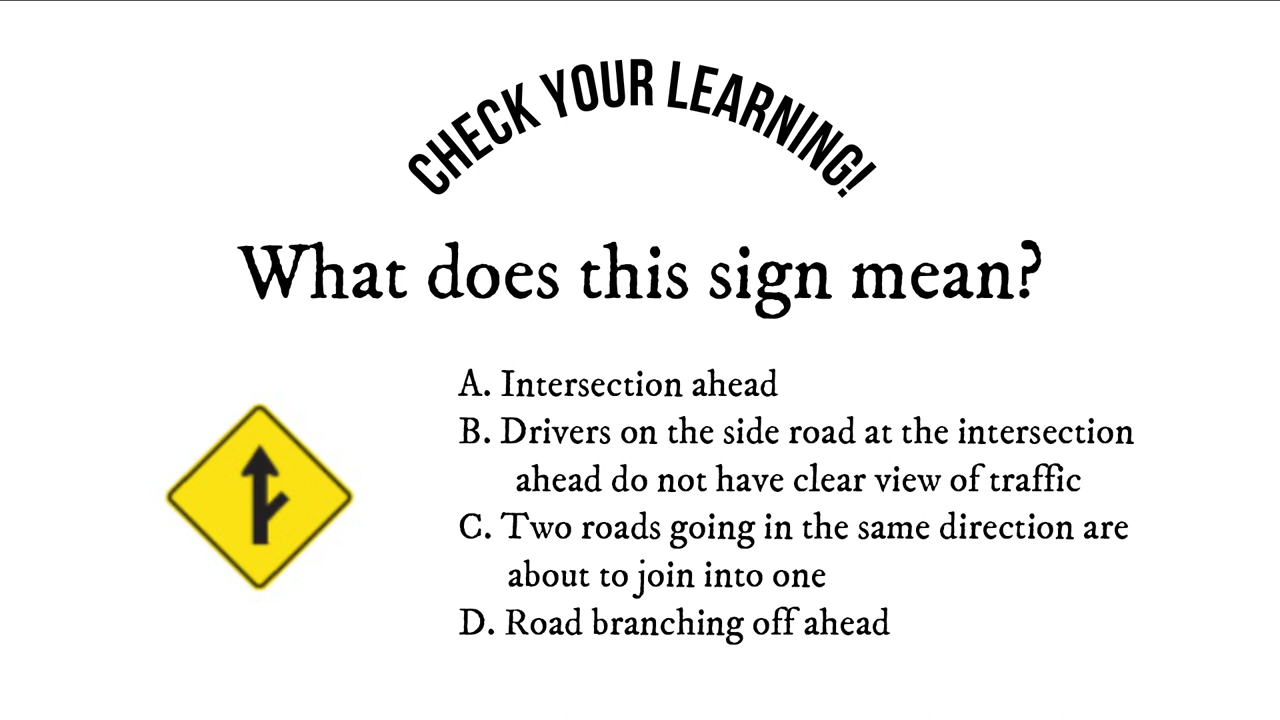 CHECK YOUR LEARNING!
What does this sign mean?
A. Intersection ahead
B. Drivers on the side road at the intersection
ahead do not have clear view of traffic
C. Two roads going in the same direction are
about to join into one
D. Road branching off ahead